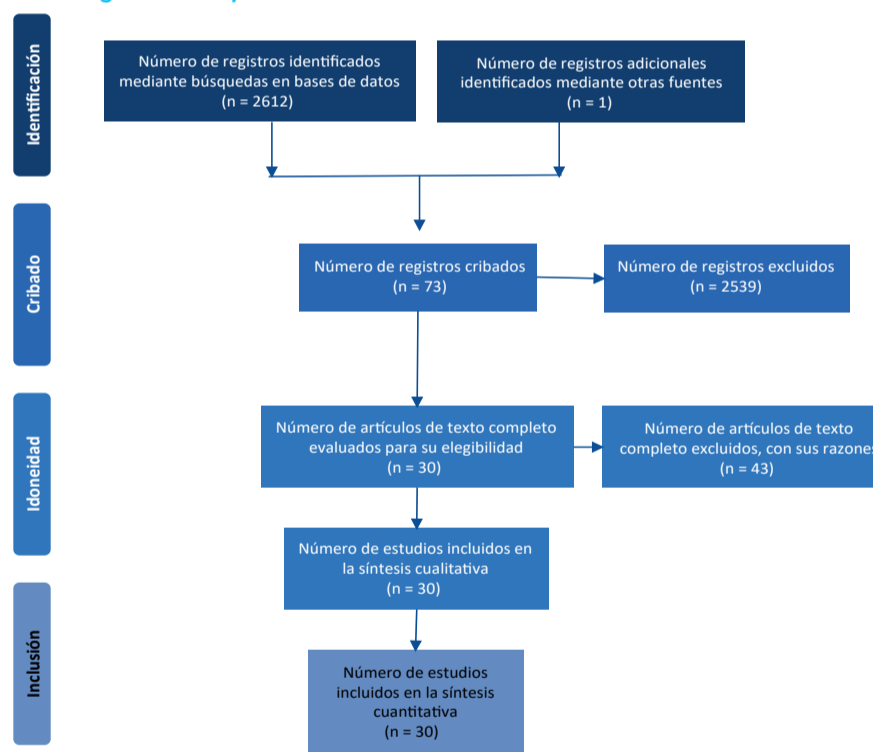 Identificación
Número de registros identificados
mediante búsquedas en bases de datos
(n = 2612)
Número de registros adicionales
identificados mediante otras fuentes
(n = 1)
Cribado
Número de registros cribados
(n = 73)
Número de registros excluidos
(n = 2539)
Idoneidad
Número de artículos de texto completo
evaluados para su elegibilidad
(n = 30)
Número de artículos de texto
completo excluidos, con sus razone
(n = 43)
Número de estudios incluidos en
la síntesis cualitativa
(n = 30)
Inclusión
Número de estudios
incluidos en la síntesis
cuantitativa
(n = 30)